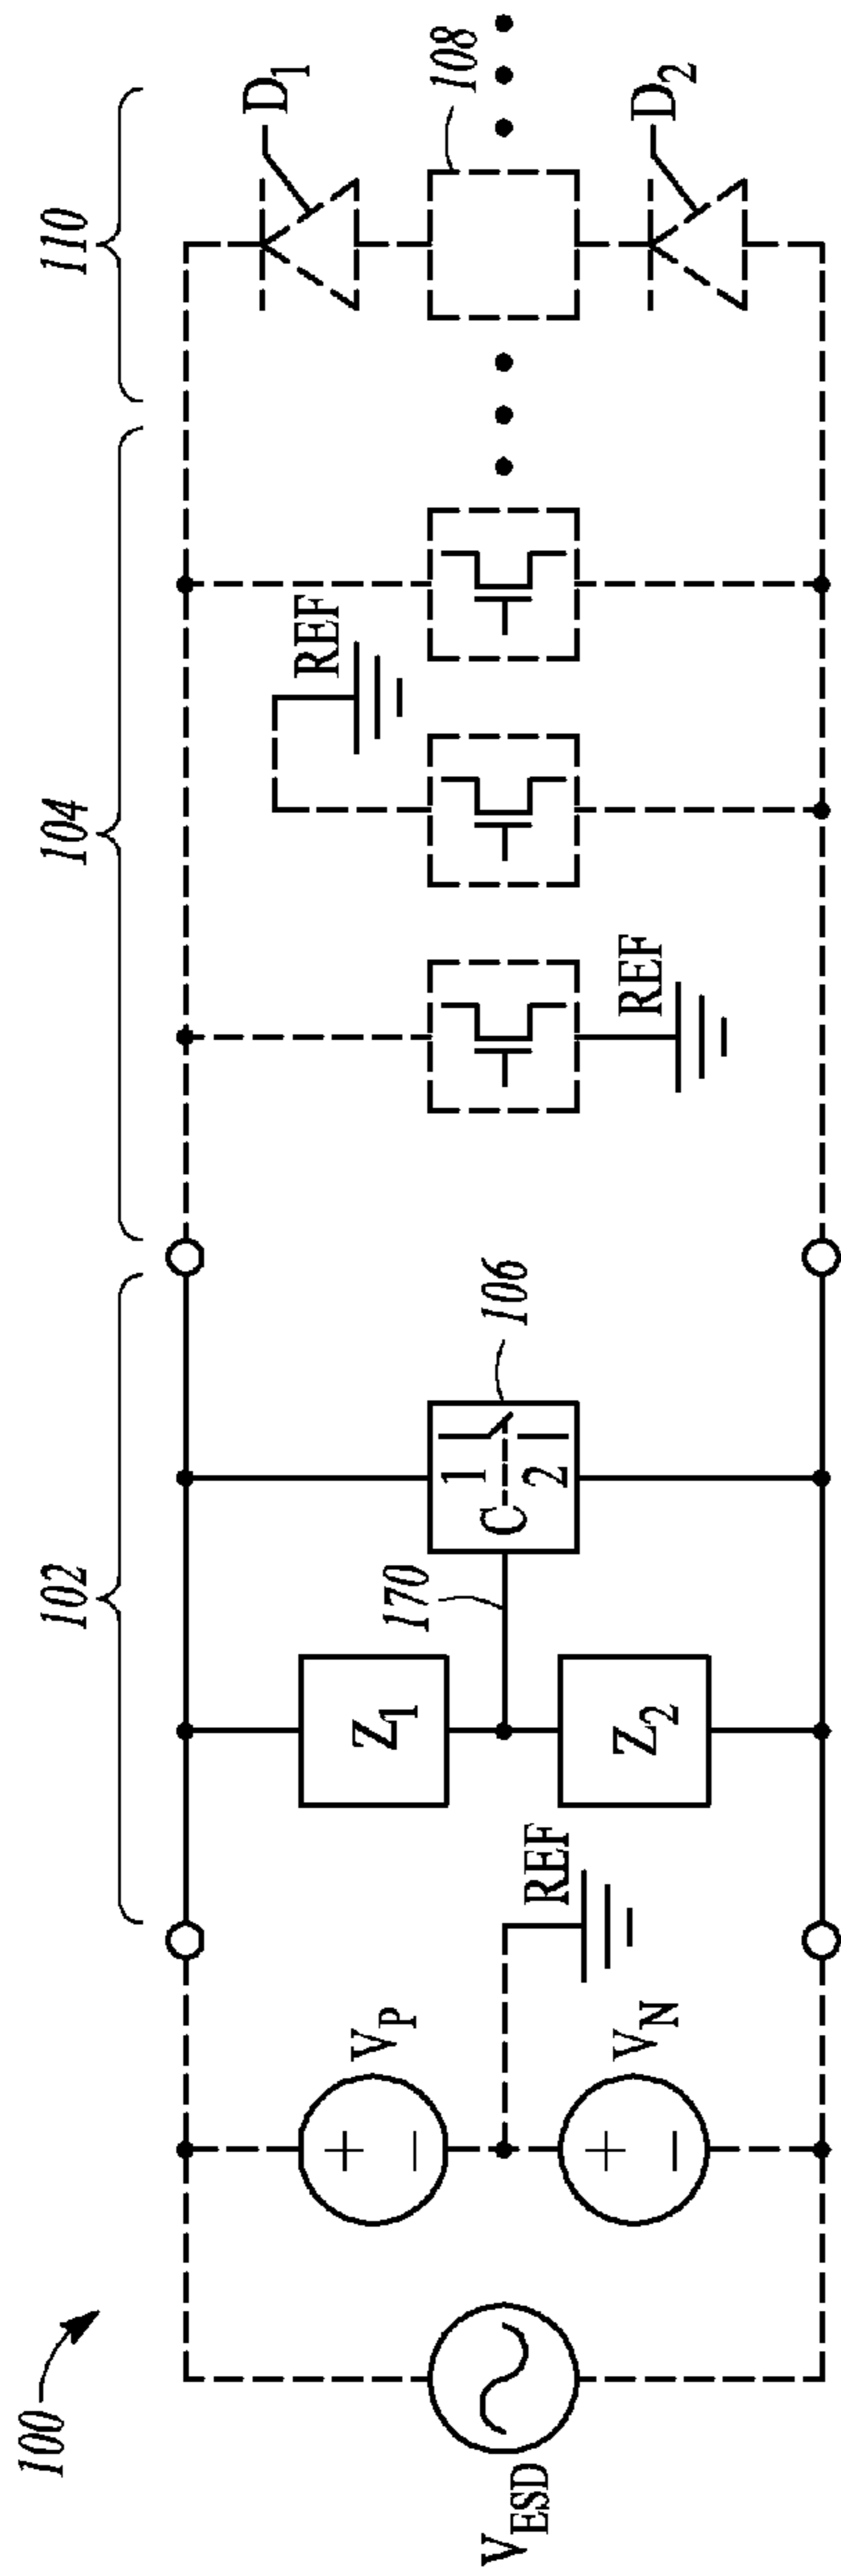 100
102
104
110
V_ESD
V_P
V_N
+
−
+
−
REF
Z_1
Z_2
170
106
1
C
2
REF
REF
108
D_1
D_2